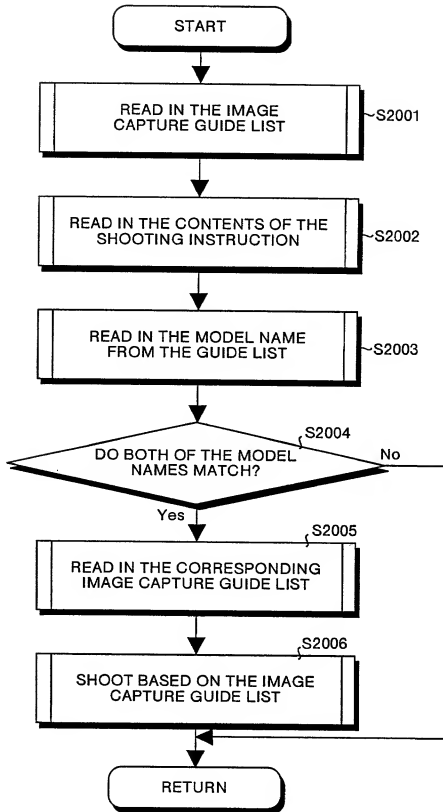 START
READ IN THE IMAGE
CAPTURE GUIDE LIST
S2001
READ IN THE CONTENTS OF THE
SHOOTING INSTRUCTION
S2002
READ IN THE MODEL NAME
FROM THE GUIDE LIST
S2003
S2004
DO BOTH OF THE MODEL
NAMES MATCH?
No
Yes
S2005
READ IN THE CORRESPONDING
IMAGE CAPTURE GUIDE LIST
S2006
SHOOT BASED ON THE IMAGE
CAPTURE GUIDE LIST
RETURN